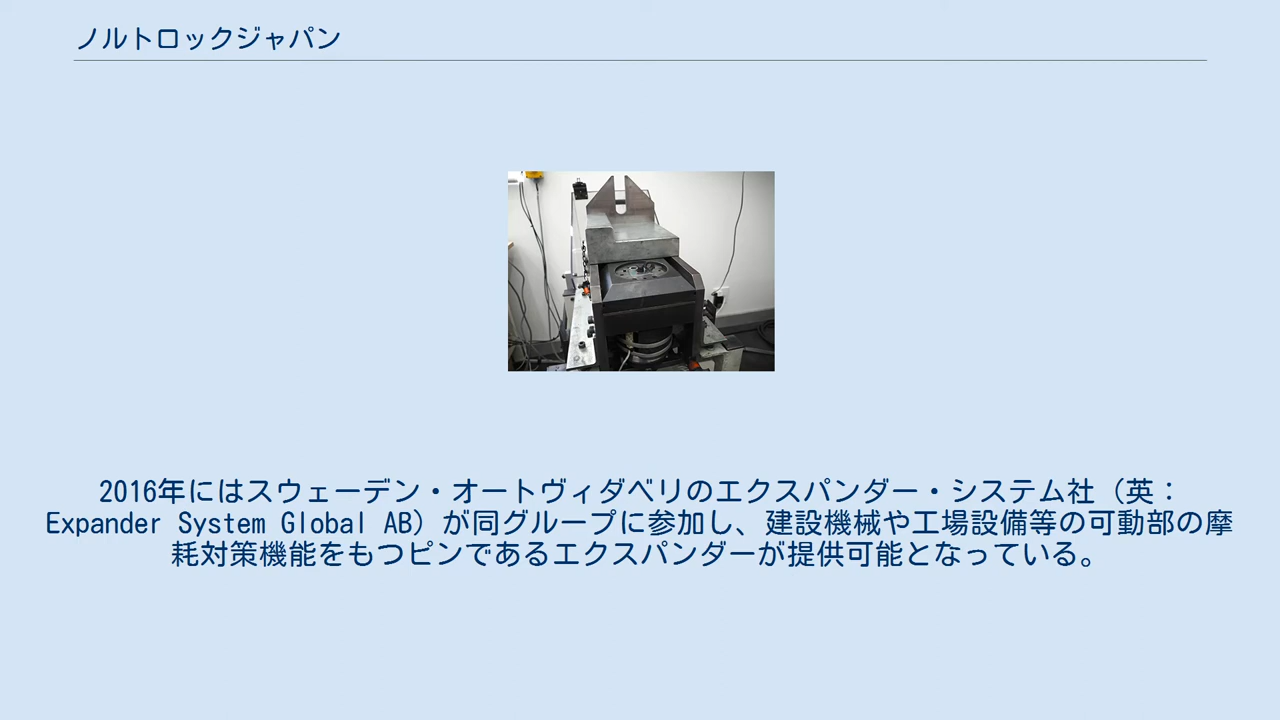 ノルトロックジャパン
2016年にはスウェーデン・オートヴィダベリのエクスパンダー・システム社（英：
Expander System Global AB）が同グループに参加し、建設機械や工場設備等の可動部の摩
耗対策機能をもつピンであるエクスパンダーが提供可能となっている。